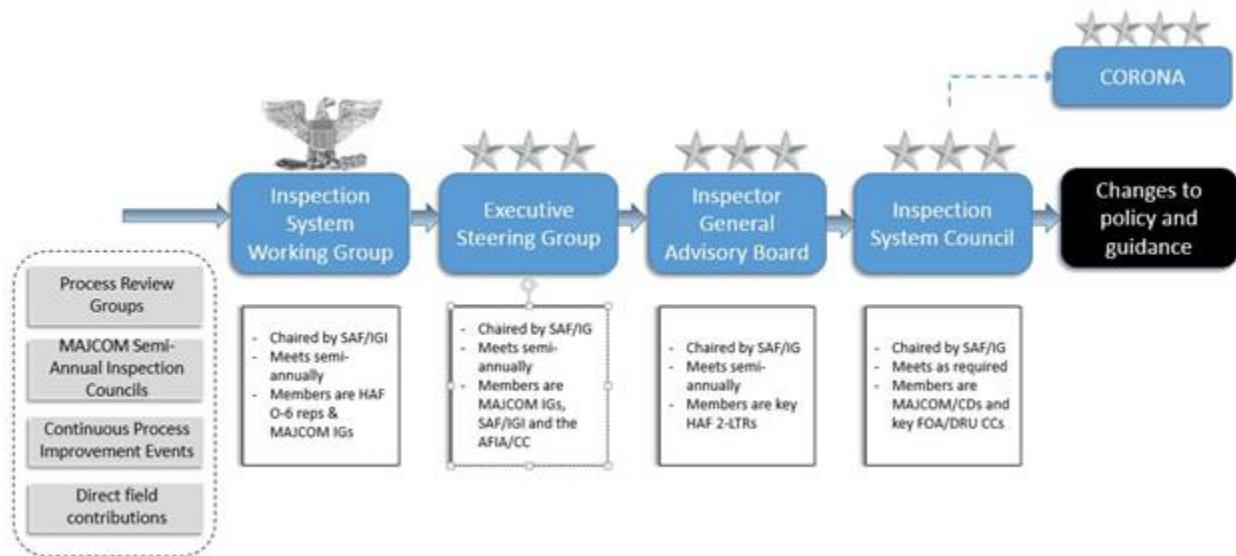 CORONA
Inspection
System
Working Group
Executive
Steering Group
Inspector
General
Advisory Board
Inspection
System Council
Changes to
policy and
guidance
Process Review
Groups
MAJCOM Semi-
Annual Inspection
Councils
Continuous Process
Improvement Events
Direct field
contributions
- Chaired by SAF/IGI
- Meets semi-
annually
- Members are HAF
O-6 reps &
MAJCOM IGs
- Chaired by SAF/IG
- Meets semi-
annually
- Members are
MAJCOM IGs,
SAF/IGI and the
AFIA/CC
- Chaired by SAF/IG
- Meets semi-
annually
- Members are key
HAF 2-LTRs
- Chaired by SAF/IG
- Meets as required
- Members are
MAJCOM/CDs and
key FOA/DRU CCs